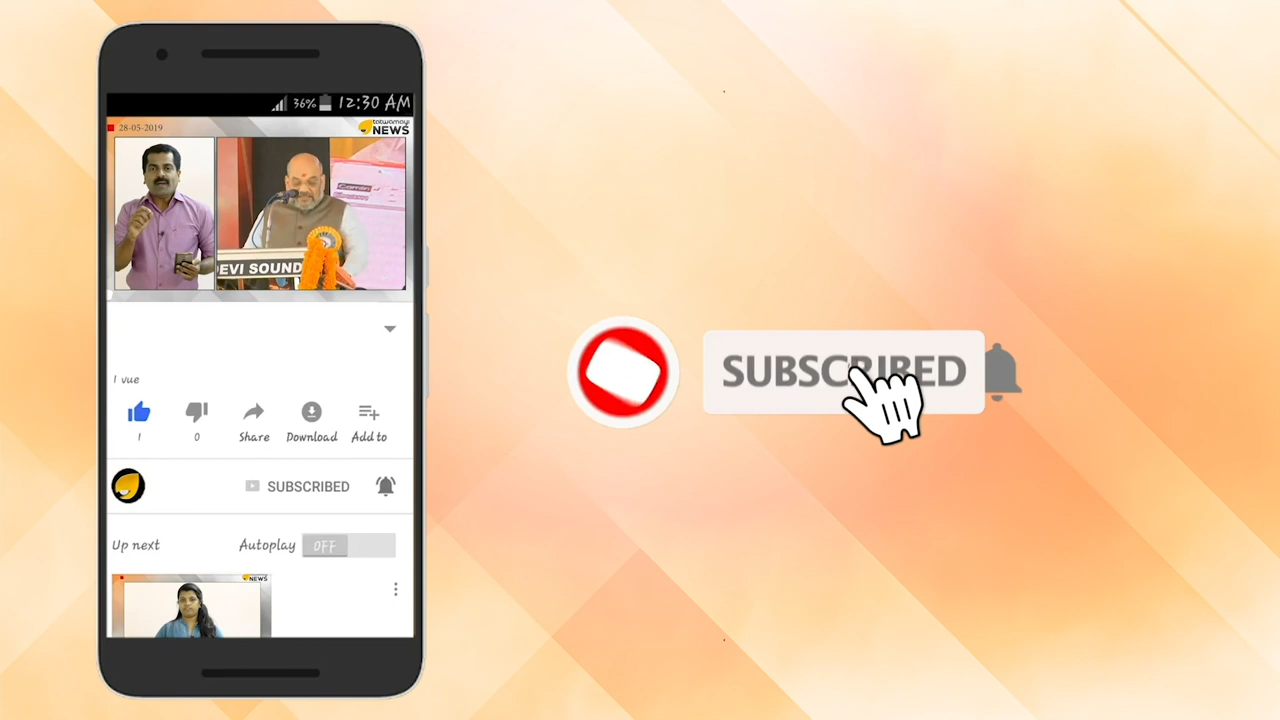 36% 12:30 AM
28-05-2019
tatwamayi
NEWS
DEVI SOUND
1 vue
1
0
Share
Download
Add to
SUBSCRIBED
Up next
Autoplay
OFF
NEWS
SUBSCRIBED